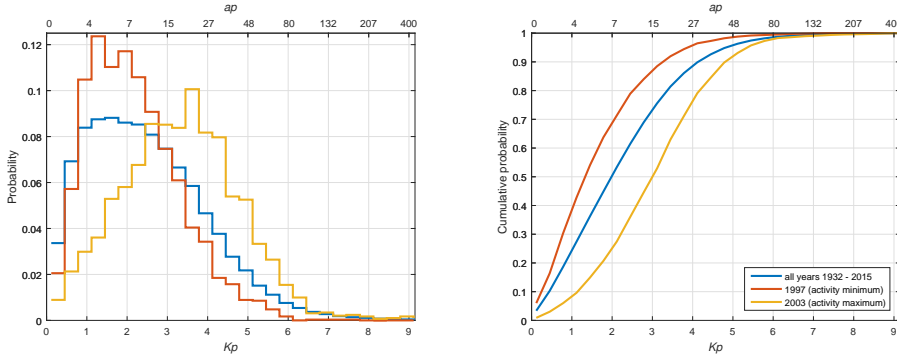 ap
0 4 7 15 27 48 80 132 207 400
0.12
0.1
0.08
0.06
0.04
0.02
0
Probability
0 1 2 3 4 5 6 7 8 9
Kp
ap
0 4 7 15 27 48 80 132 207 40
1
0.9
0.8
0.7
0.6
0.5
0.4
0.3
0.2
0.1
0
Cumulative probability
all years 1932 - 2015
1997 (activity minimum)
2003 (activity maximum)
0 1 2 3 4 5 6 7 8 9
Kp